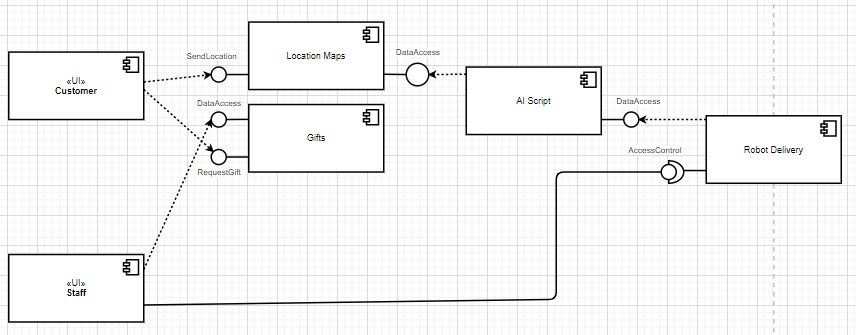 SendLocation
Location Maps
DataAccess
«UI»
Customer
DataAccess
Gifts
RequestGift
AI Script
DataAccess
Robot Delivery
AccessControl
«UI»
Staff